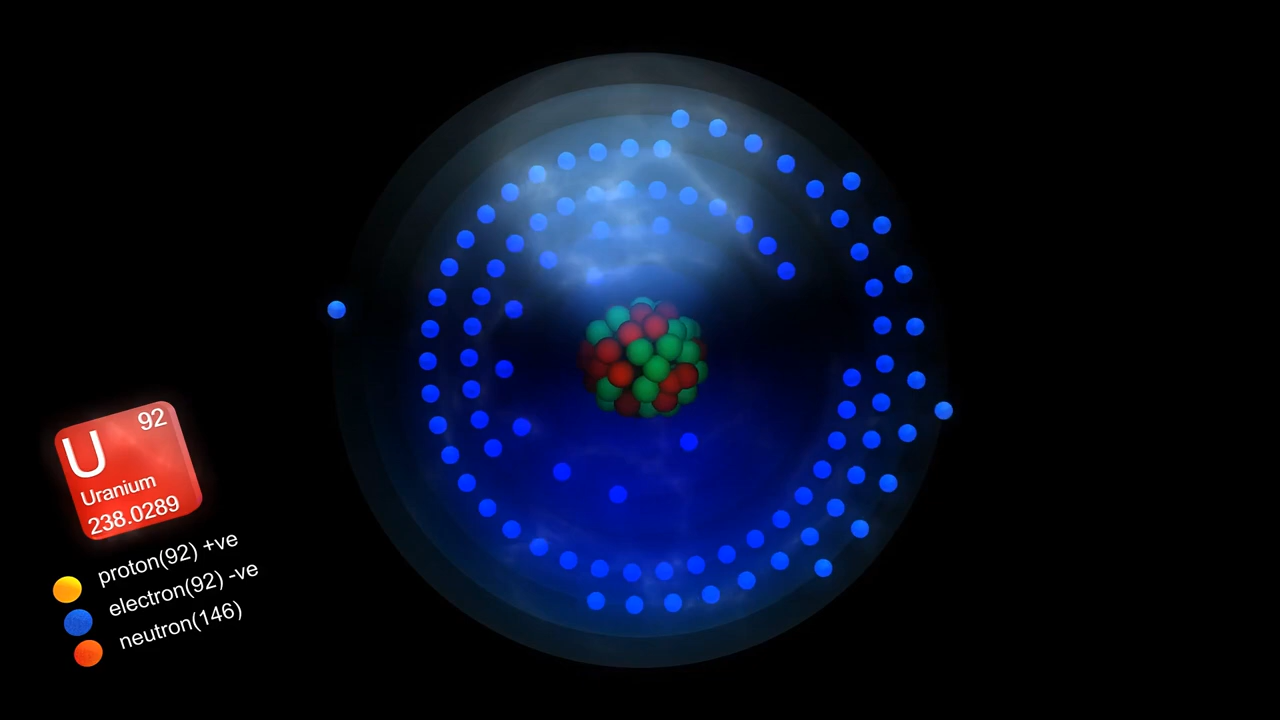 92
U
Uranium
238.0289
proton(92) +ve
electron(92) -ve
neutron(146)